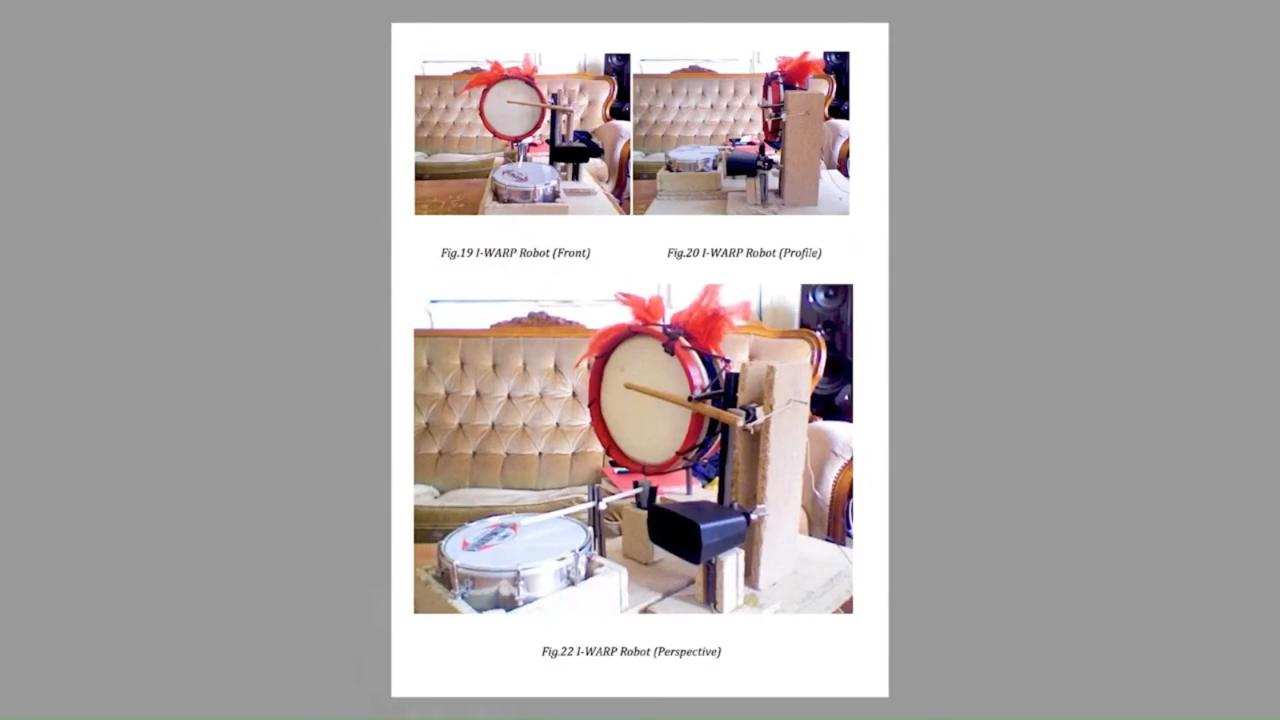 Fig.19 I-WARP Robot (Front)
Fig.20 I-WARP Robot (Profile)
Fig.22 I-WARP Robot (Perspective)